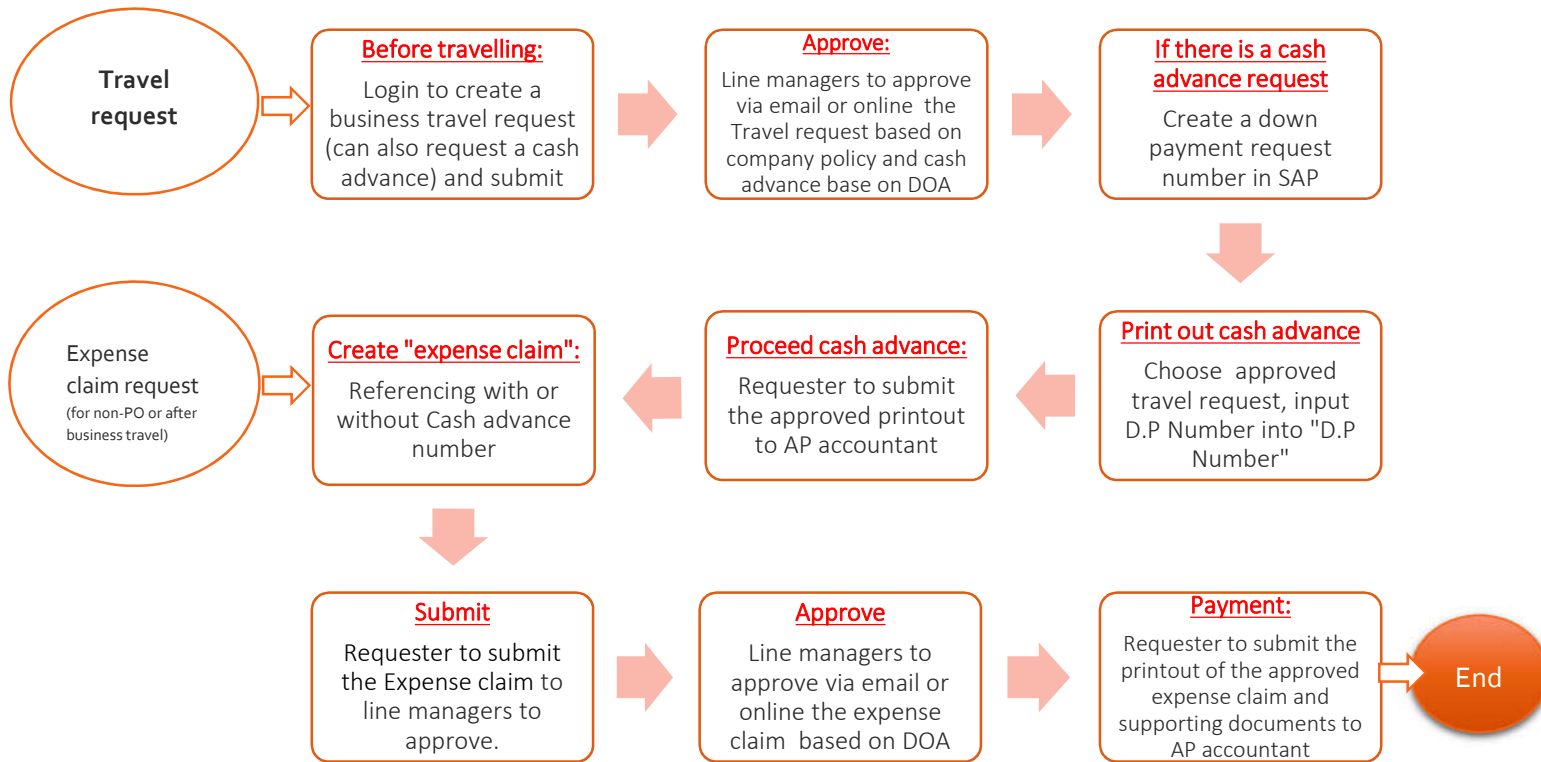 Travel
request
Before travelling:
Login to create a
business travel request
(can also request a cash
advance) and submit
Approve:
Line managers to approve
via email or online the
Travel request based on
company policy and cash
advance base on DOA
If there is a cash
advance request
Create a down
payment request
number in SAP
Expense
claim request
(for non-PO or after
business travel)
Create "expense claim":
Referencing with or
without Cash advance
number
Proceed cash advance:
Requester to submit
the approved printout
to AP accountant
Print out cash advance
Choose approved
travel request, input
D.P Number into "D.P
Number"
Submit
Requester to submit
the Expense claim to
line managers to
approve.
Approve
Line managers to
approve via email or
online the expense
claim based on DOA
Payment:
Requester to submit the
printout of the approved
expense claim and
supporting documents to
AP accountant
End